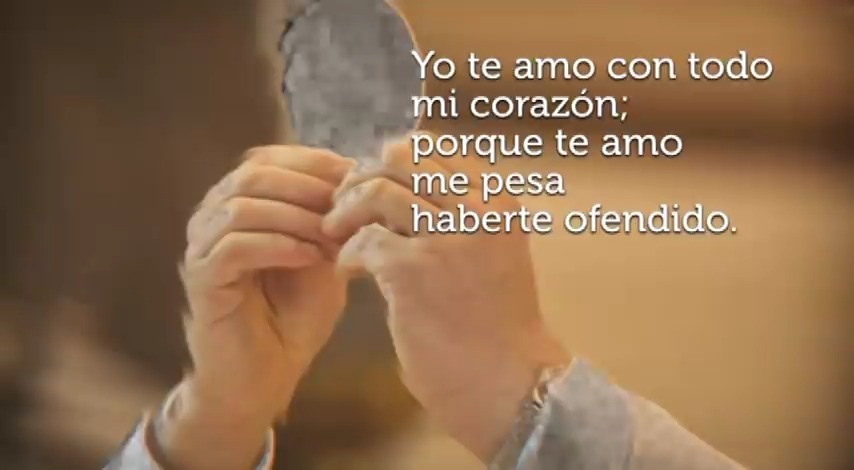 Yo te amo con todo
mi corazón;
porque te amo
me pesa
haberte ofendido.